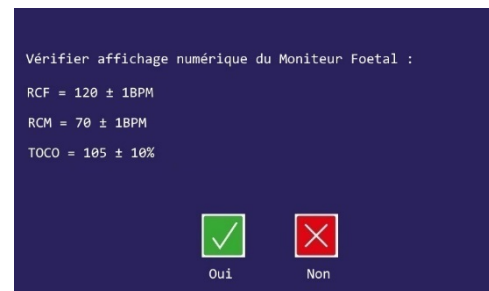 Vérifier affichage numérique du Moniteur Foetal :
RCF = 120 ± 1BPM
RCM = 70 ± 1BPM
TOCO = 105 ± 10%
Oui Non